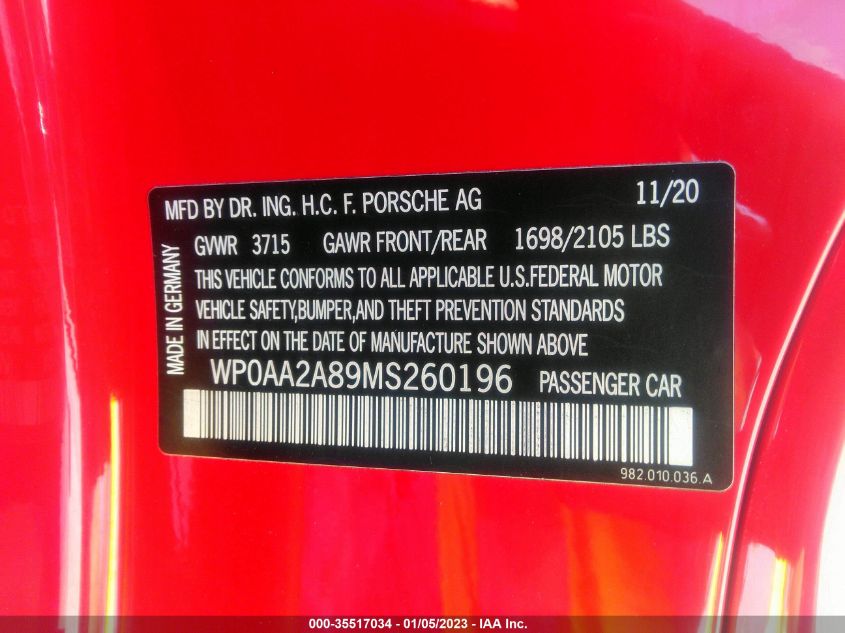 MFD BY DR. ING. H.C. F. PORSCHE AG 11/20
GVWR 3715 GAWR FRONT/REAR 1698/2105 LBS
THIS VEHICLE CONFORMS TO ALL APPLICABLE U.S.FEDERAL MOTOR
VEHICLE SAFETY,BUMPER,AND THEFT PREVENTION STANDARDS
IN EFFECT ON THE DATE OF MANUFACTURE SHOWN ABOVE
MADE IN GERMANY
WP0AA2A89MS260196 PASSENGER CAR
982.010.036.A
000-35517034 - 01/05/2023 - IAA Inc.